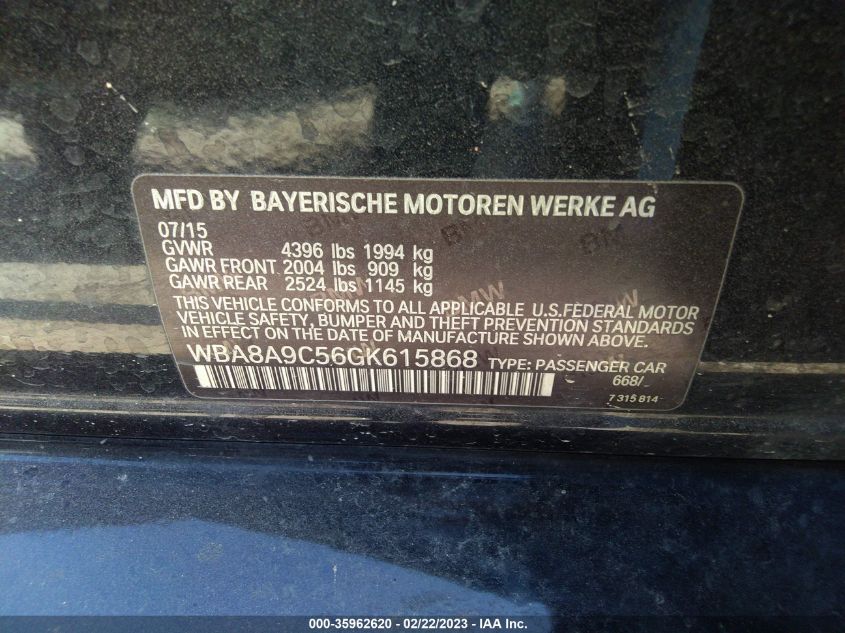 MFD BY BAYERISCHE MOTOREN WERKE AG
07/15
GVWR 4396 lbs 1994 kg
GAWR FRONT 2004 lbs 909 kg
GAWR REAR 2524 lbs 1145 kg
THIS VEHICLE CONFORMS TO ALL APPLICABLE U.S.FEDERAL MOTOR
VEHICLE SAFETY, BUMPER AND THEFT PREVENTION STANDARDS
IN EFFECT ON THE DATE OF MANUFACTURE SHOWN ABOVE.
WBA8A9C56GK615868 TYPE: PASSENGER CAR
668/
7 315 814
000-35962620 - 02/22/2023 - IAA Inc.